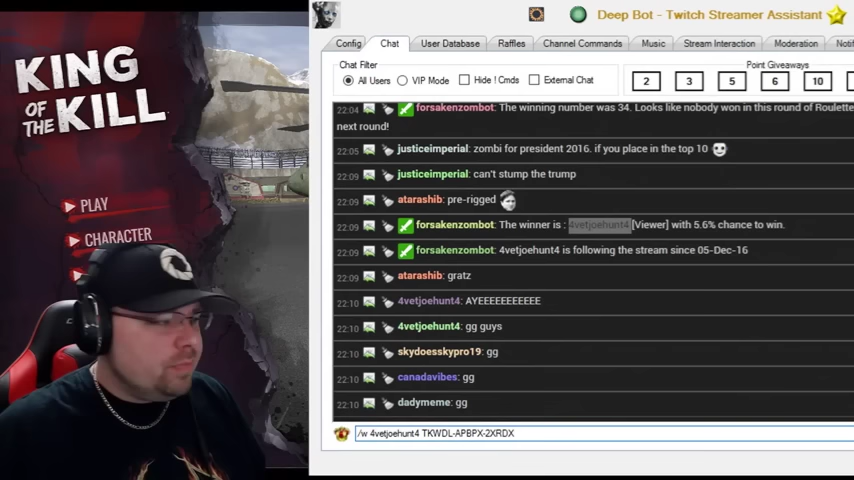 Deep Bot - Twitch Streamer Assistant
Config
Chat
User Database
Raffles
Channel Commands
Music
Stream Interaction
Moderation
KING
OF
THE KILL
Chat Filter
All Users
VIP Mode
Hide ! Cmds
External Chat
Point Giveaways
2
3
5
6
10
22:04 forsakenzombot: The winning number was 34. Looks like nobody won in this round of Roulette
next round!
22:05 justiceimperial: zombi for president 2016. if you place in the top 10
22:09 justiceimperial: can't stump the trump
22:09 atarashib: pre-rigged
22:09 forsakenzombot: The winner is : 4vetjoehunt4 [Viewer] with 5.6% chance to win.
22:09 forsakenzombot: 4vetjoehunt4 is following the stream since 05-Dec-16
22:09 atarashib: gratz
22:10 4vetjoehunt4: AYEEEEEEEEEEE
22:10 4vetjoehunt4: gg guys
22:10 skydoesskypro19: gg
22:10 canadavibes: gg
22:10 dadymeme: gg
/w 4vetjoehunt4 TKWDL-APBPX-2XRDX
PLAY
CHARACTER